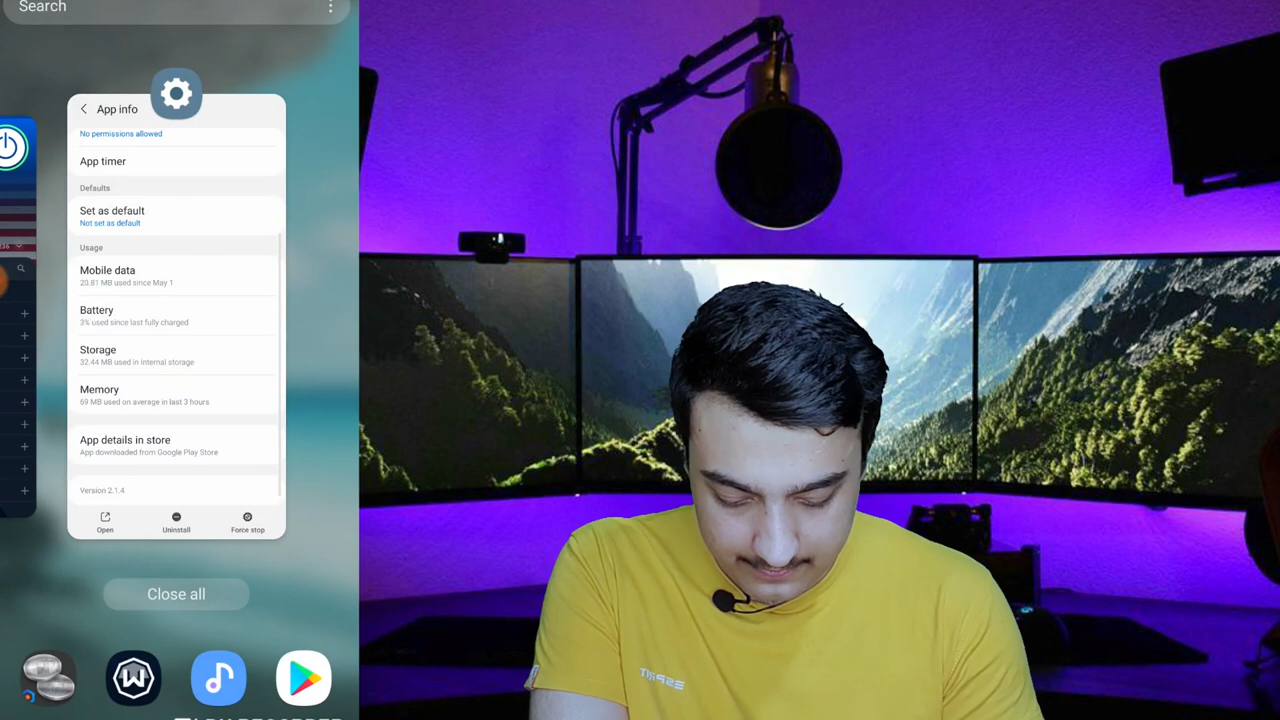 Search
App info
No permissions allowed
App timer
Defaults
Set as default
Not set as default
Usage
Mobile data
20.81 MB used since May 1
Battery
3% used since last fully charged
Storage
32.44 MB used in Internal storage
Memory
69 MB used on average in last 3 hours
App details in store
App downloaded from Google Play Store
Version 2.1.4
Open
Uninstall
Force stop
Close all
W
ESPRIT